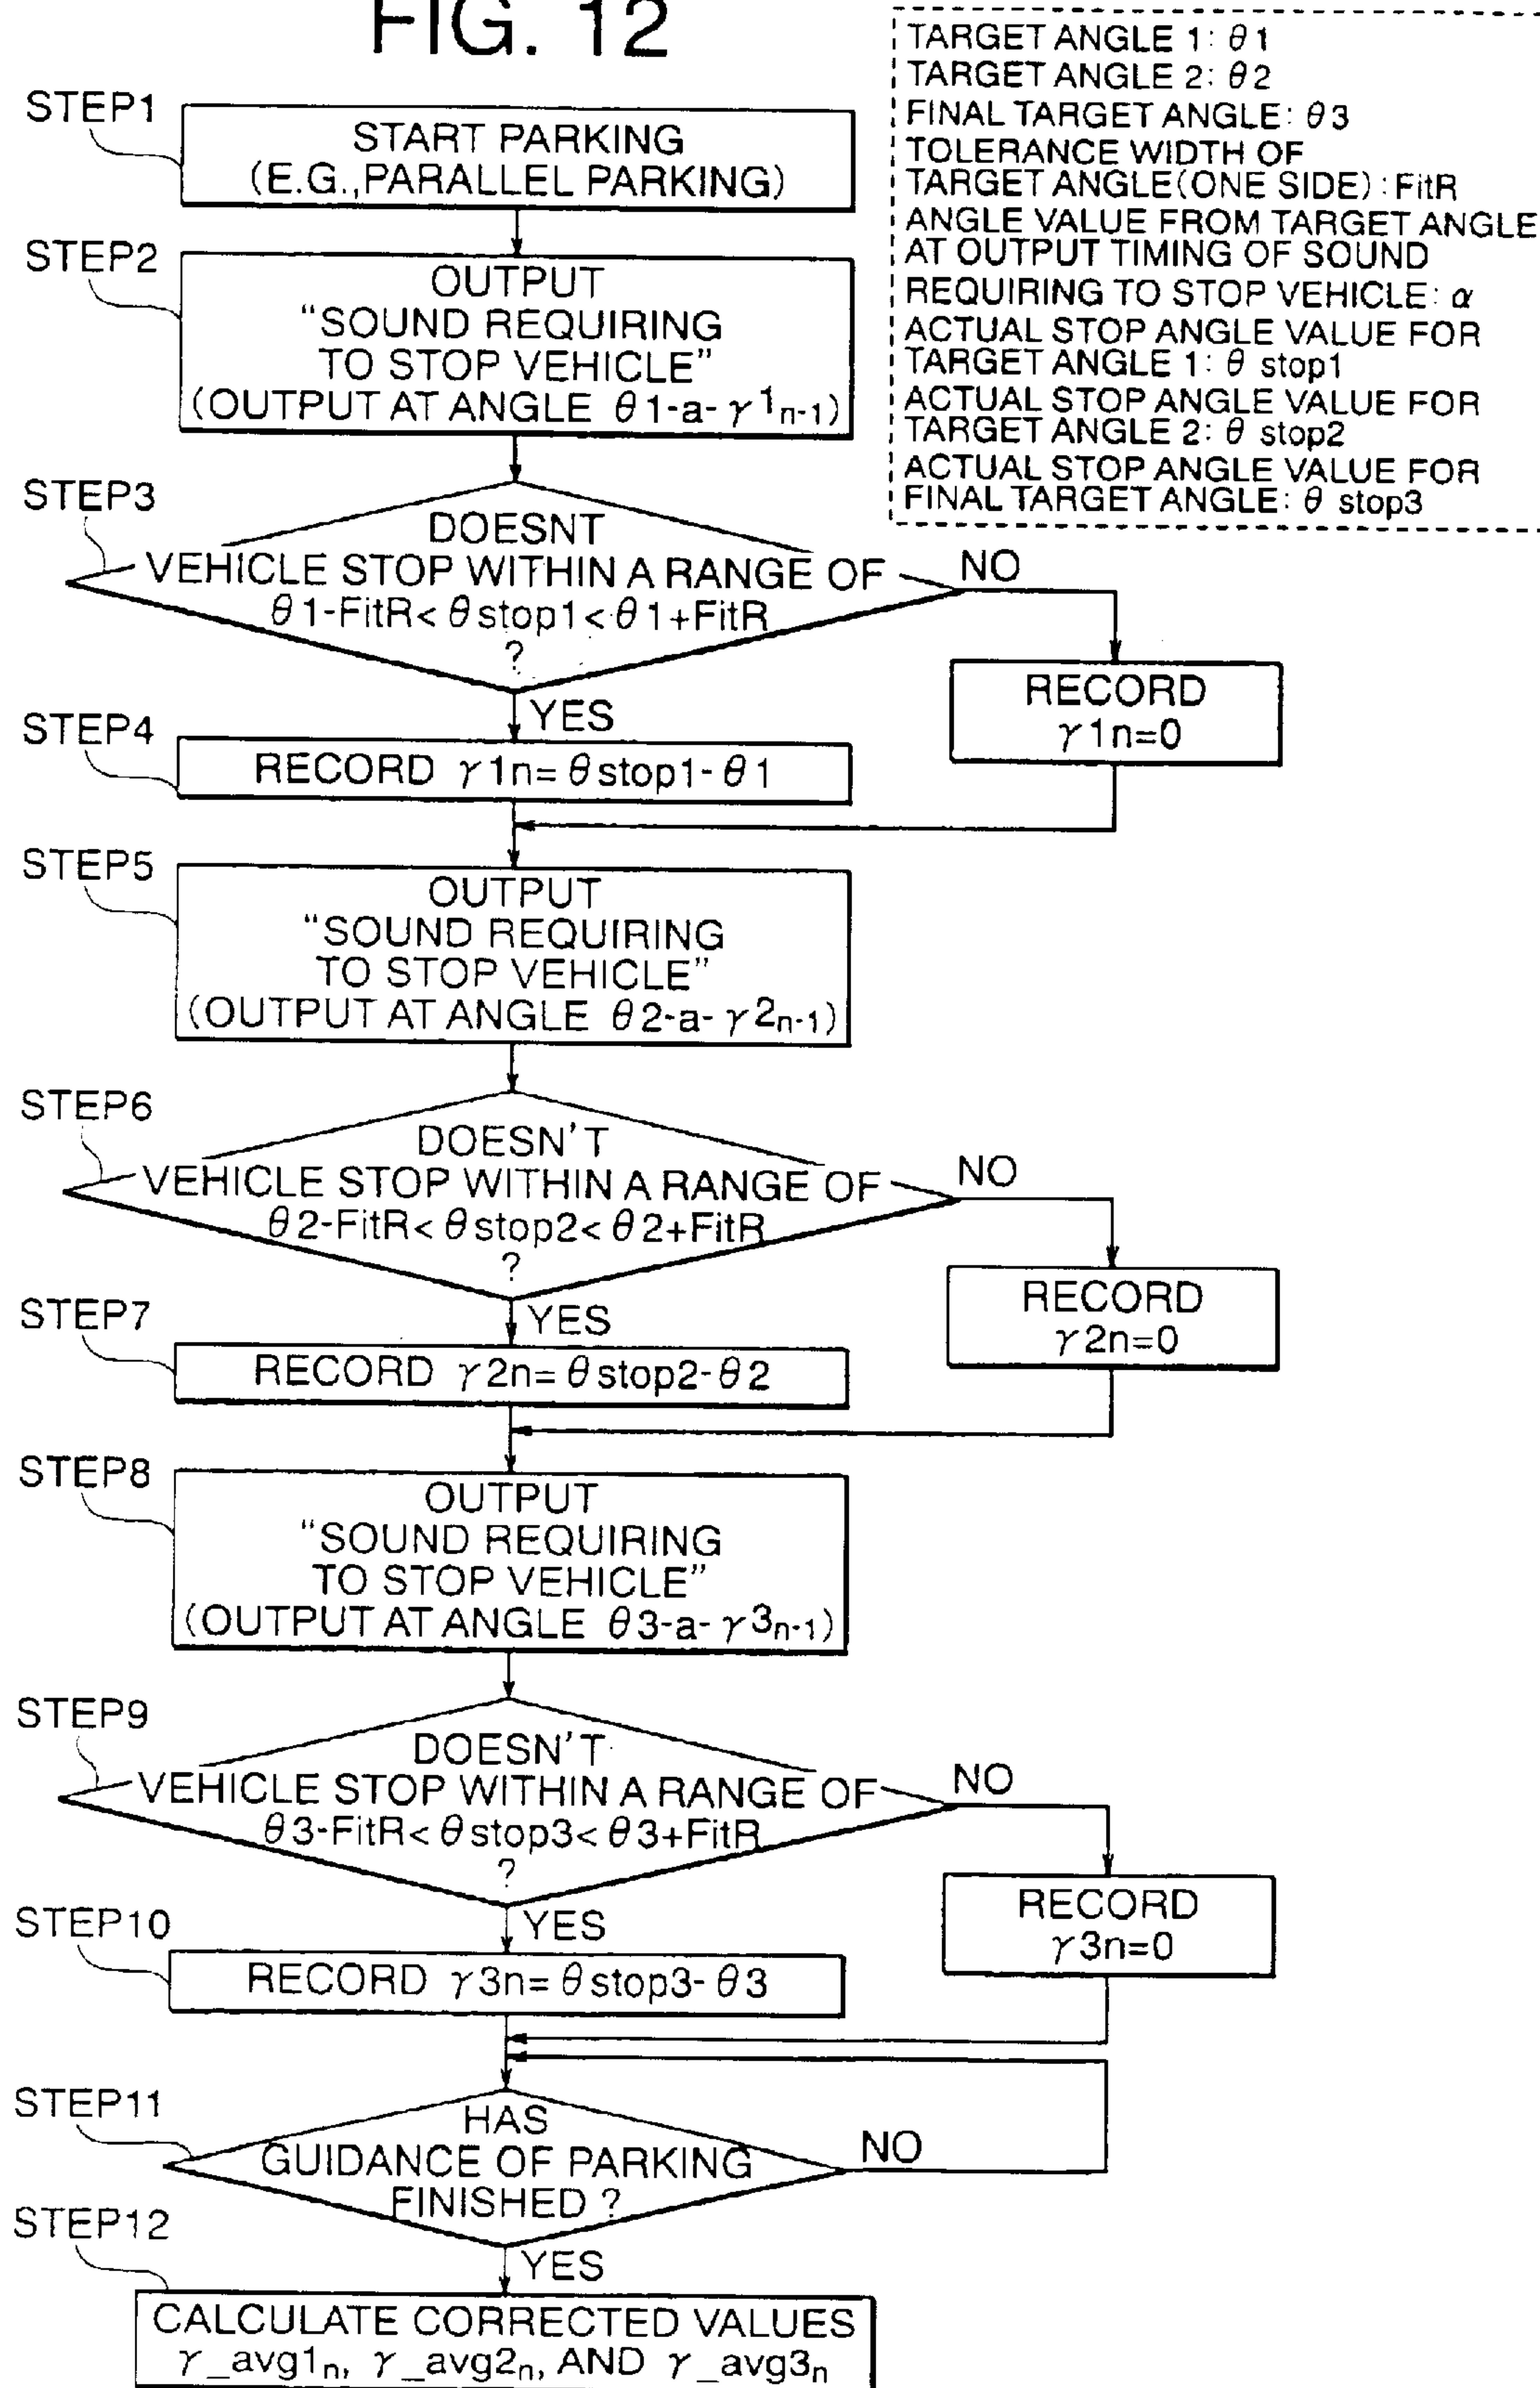 FIG. 12
TARGET ANGLE 1: θ1
TARGET ANGLE 2: θ2
FINAL TARGET ANGLE: θ3
TOLERANCE WIDTH OF
TARGET ANGLE(ONE SIDE): FitR
ANGLE VALUE FROM TARGET ANGLE
AT OUTPUT TIMING OF SOUND
REQUIRING TO STOP VEHICLE: α
ACTUAL STOP ANGLE VALUE FOR
TARGET ANGLE 1: θ stop1
ACTUAL STOP ANGLE VALUE FOR
TARGET ANGLE 2: θ stop2
ACTUAL STOP ANGLE VALUE FOR
FINAL TARGET ANGLE: θ stop3
STEP1
START PARKING
(E.G.,PARALLEL PARKING)
STEP2
OUTPUT
“SOUND REQUIRING
TO STOP VEHICLE”
(OUTPUT AT ANGLE θ1-a-γ1n-1)
STEP3
DOESNT
VEHICLE STOP WITHIN A RANGE OF
θ1-FitR<θstop1<θ1+FitR
?
NO
RECORD
γ1n=0
YES
STEP4
RECORD γ1n=θstop1-θ1
STEP5
OUTPUT
“SOUND REQUIRING
TO STOP VEHICLE”
(OUTPUT AT ANGLE θ2-a-γ2n-1)
STEP6
DOESN'T
VEHICLE STOP WITHIN A RANGE OF
θ2-FitR<θstop2<θ2+FitR
?
NO
RECORD
γ2n=0
YES
STEP7
RECORD γ2n=θstop2-θ2
STEP8
OUTPUT
“SOUND REQUIRING
TO STOP VEHICLE”
(OUTPUT AT ANGLE θ3-a-γ3n-1)
STEP9
DOESN'T
VEHICLE STOP WITHIN A RANGE OF
θ3-FitR<θstop3<θ3+FitR
?
NO
RECORD
γ3n=0
YES
STEP10
RECORD γ3n=θstop3-θ3
STEP11
HAS
GUIDANCE OF PARKING
FINISHED ?
NO
YES
STEP12
CALCULATE CORRECTED VALUES
γ_avg1n, γ_avg2n, AND γ_avg3n